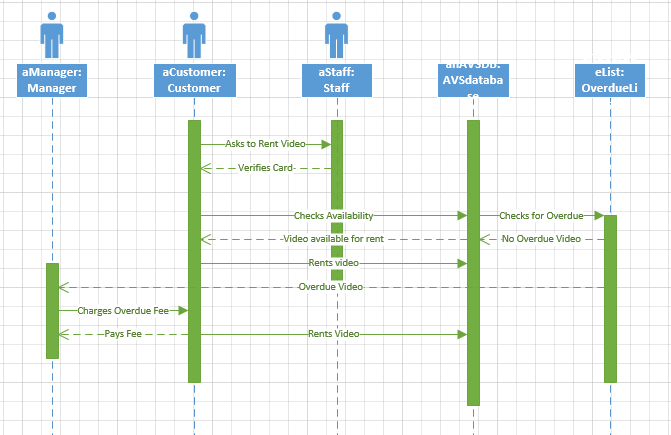 aManager:
Manager
aCustomer:
Customer
aStaff:
Staff
AVSdataba
se
eList:
OverdueLi
Asks to Rent Video
Verifies Card
Checks Availability
Checks for Overdue
Video available for rent
No Overdue Video
Rents video
Overdue Video
Charges Overdue Fee
Pays Fee
Rents Video